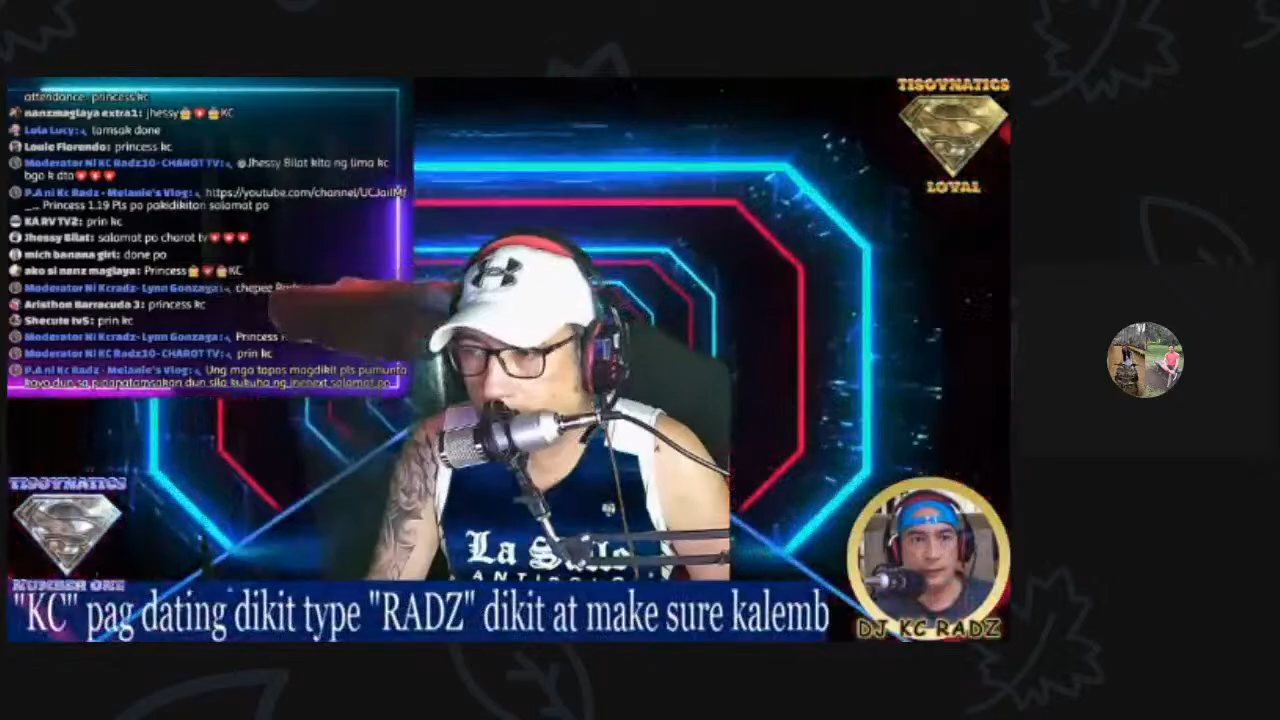 attendance- princess kc
nanzmaglaya extra1: jhessy KC
Lola Lucy: tamsak done
Louie Florendo: princess kc
Moderator Ni KC Radz10- CHAROT TV: @Jhessy Bilat kita ng lima kc
bgo k dto
P.A ni Kc Radz - Melanie's Vlog: https://youtube.com/channel/UCJailMf
_... Princess 1.19 Pls po pakidikitan salamat po
KA RV TV2: prin kc
Jhessy Bilat: salamat po charot tv
mich banana girl: done po
ako si nanz maglaya: Princess KC
Moderator Ni Kcradz- Lynn Gonzaga: chepee
Aristhon Barracuda 3: princess kc
Shecute tv5: prin kc
Moderator Ni Kcradz- Lynn Gonzaga: Princess
Moderator Ni KC Radz10- CHAROT TV: prin kc
P.A ni Kc Radz - Melanie's Vlog: Ung mga tapos magdikit pls pumunta
kayo dun sa pinagtamsakan dun sila kukuha ng inenext salamat po
TISOYNATICS
LOYAL
TISOYNATICS
NUMBER ONE
La Salle
ANTIPOLO
"KC" pag dating dikit type "RADZ" dikit at make sure kalemb
DJ KC RADZ